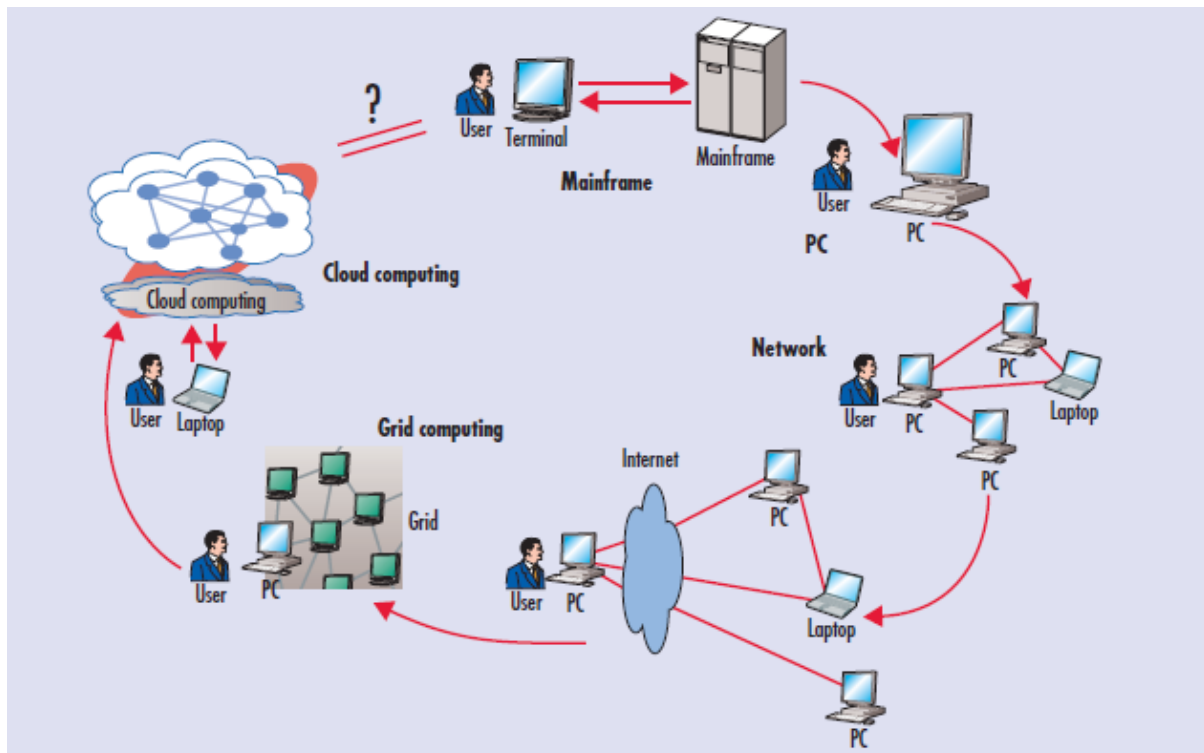 ?
User
Terminal
Mainframe
Mainframe
User
PC
PC
Cloud computing
Cloud computing
User
Laptop
Network
PC
User
PC
Laptop
PC
Grid computing
Grid
User
PC
Internet
PC
User
PC
Laptop
PC